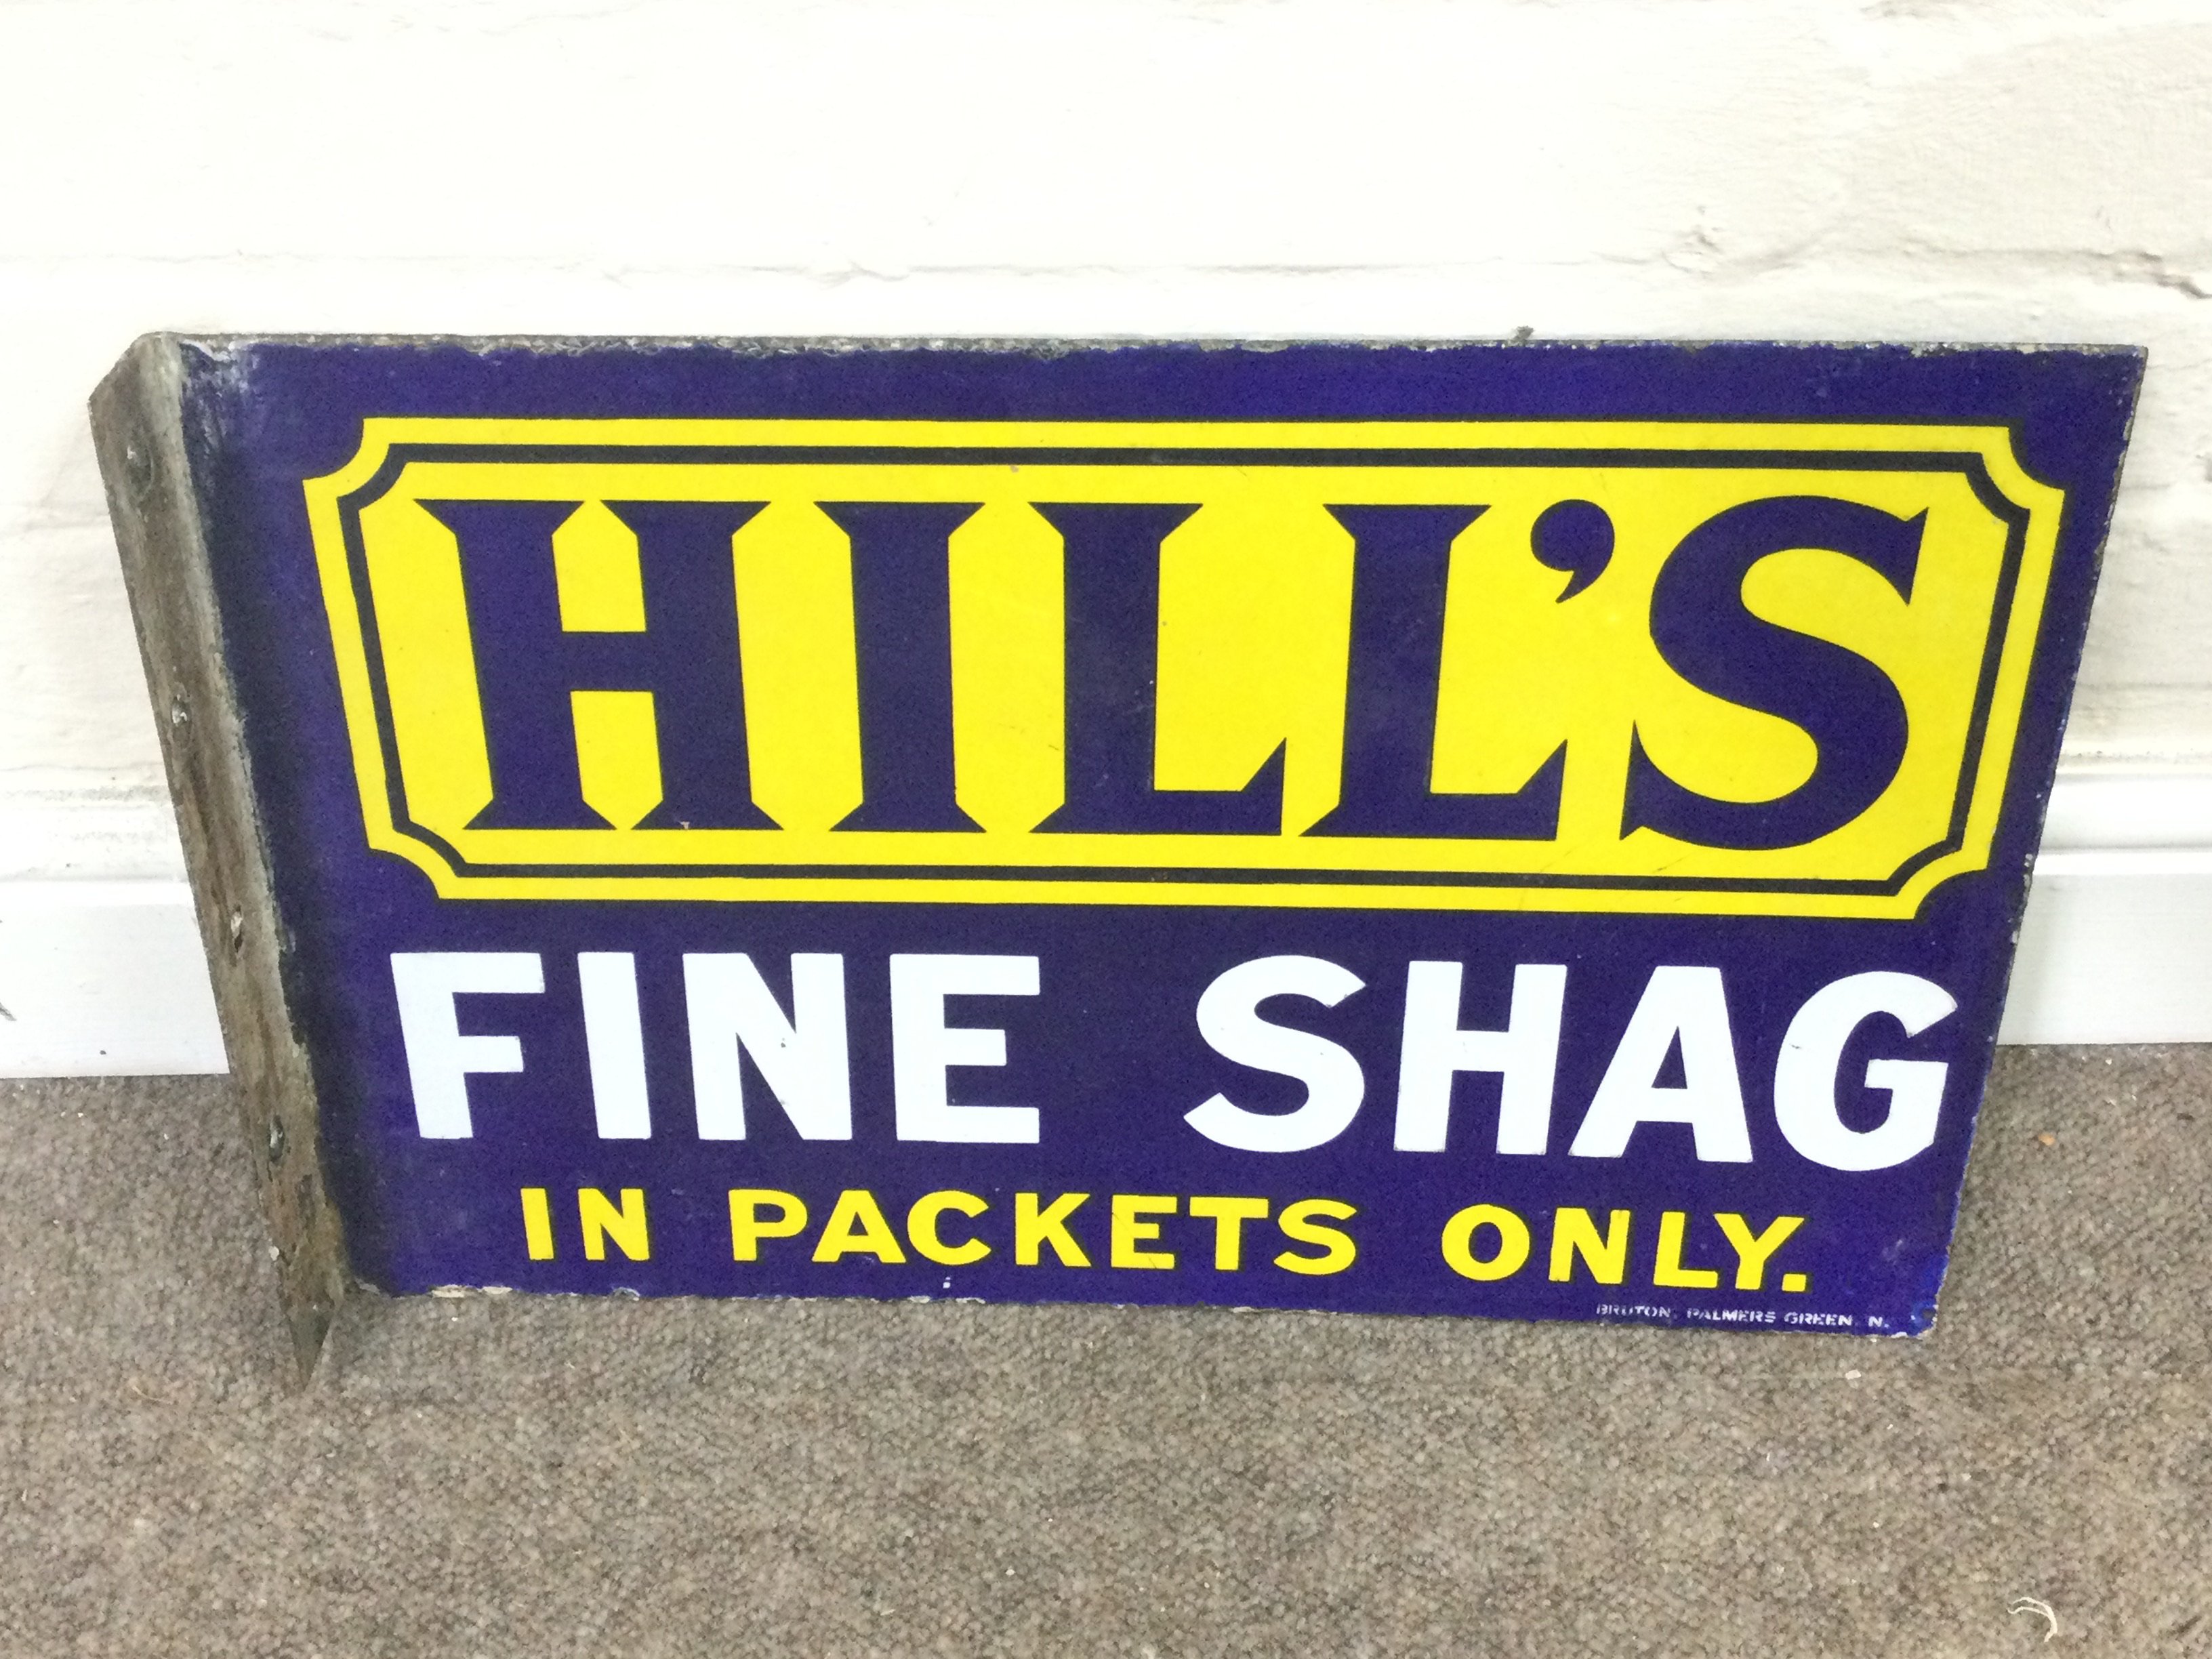 HILL'S
FINE SHAG
IN PACKETS ONLY.
BRUTON, PALMERS GREEN, N.